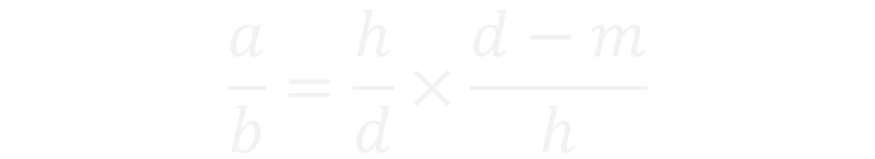 a/b = h/d × (d − m)/h